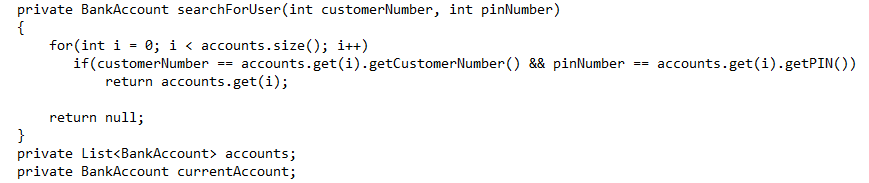 private BankAccount searchForUser(int customerNumber, int pinNumber)
{
    for(int i = 0; i < accounts.size(); i++)
       if(customerNumber == accounts.get(i).getCustomerNumber() && pinNumber == accounts.get(i).getPIN())
           return accounts.get(i);

    return null;
}
private List<BankAccount> accounts;
private BankAccount currentAccount;